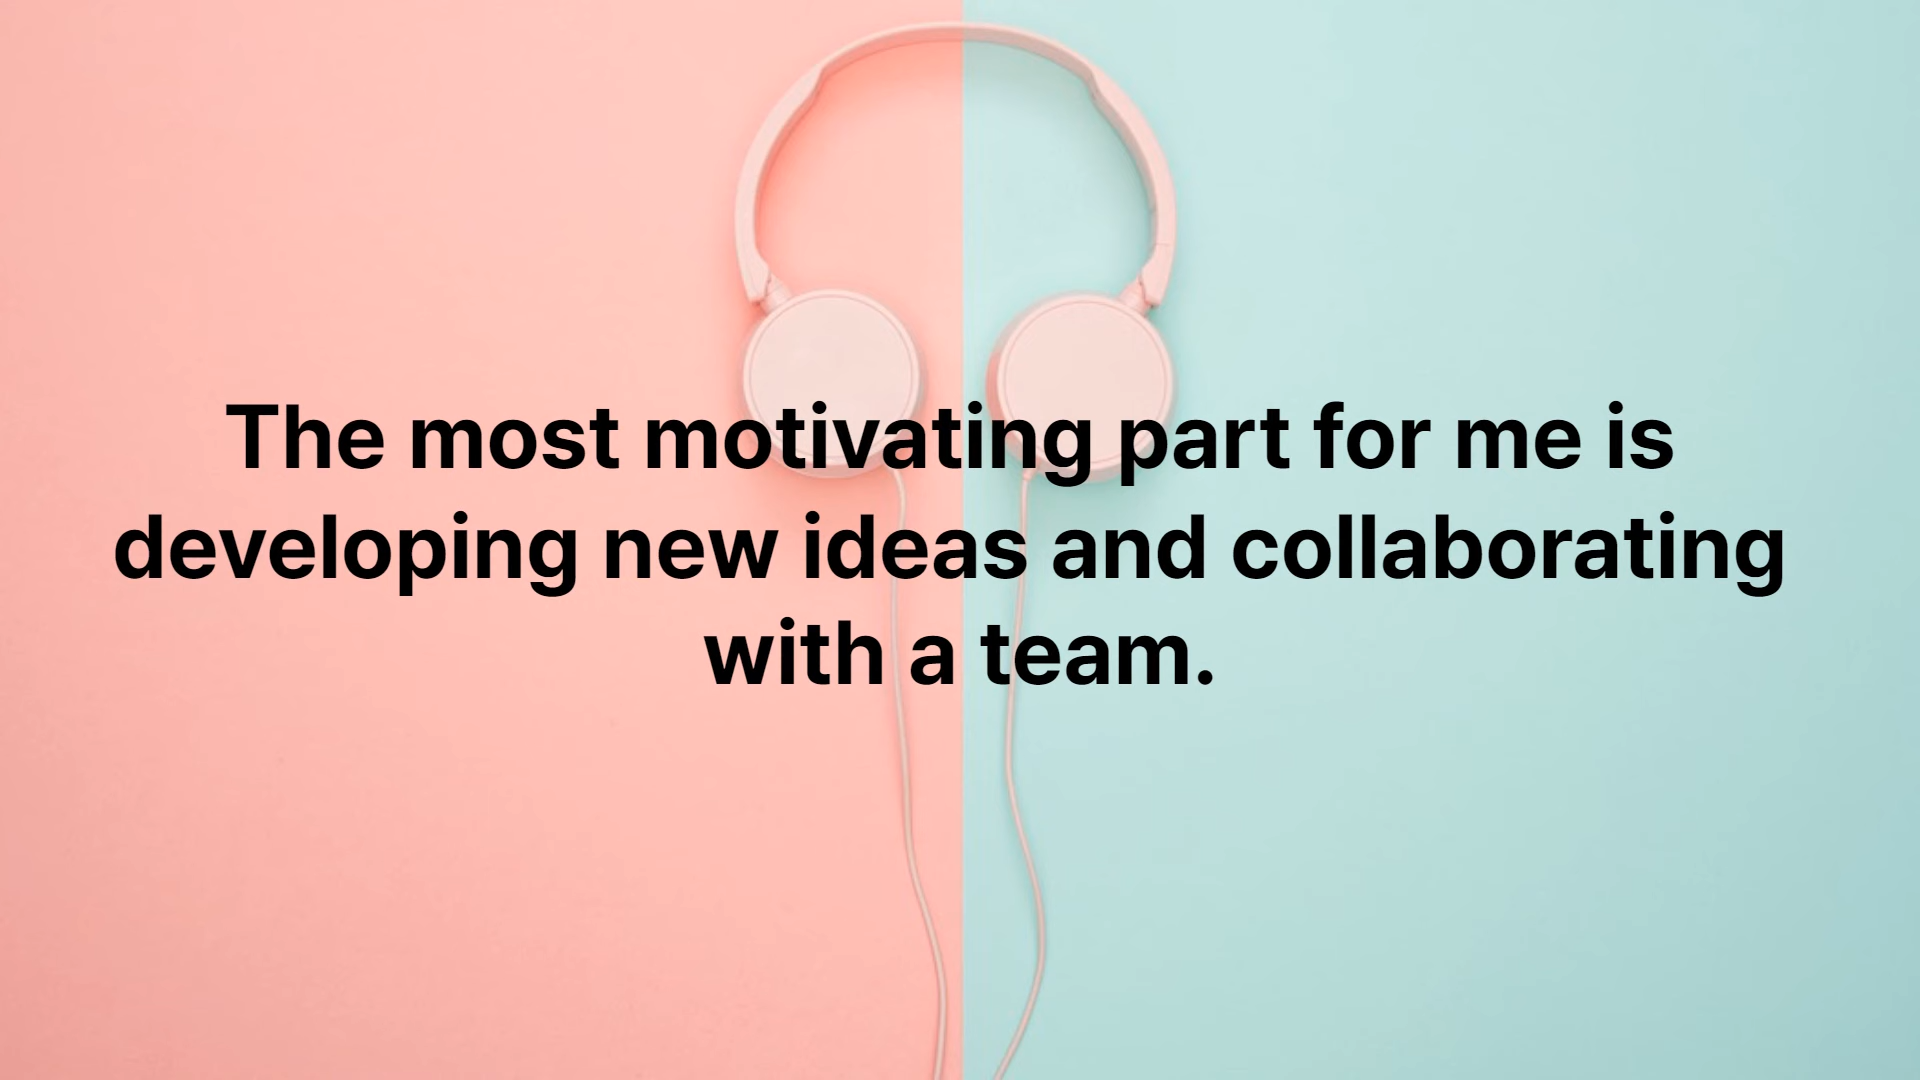 The most motivating part for me is
developing new ideas and collaborating
with a team.